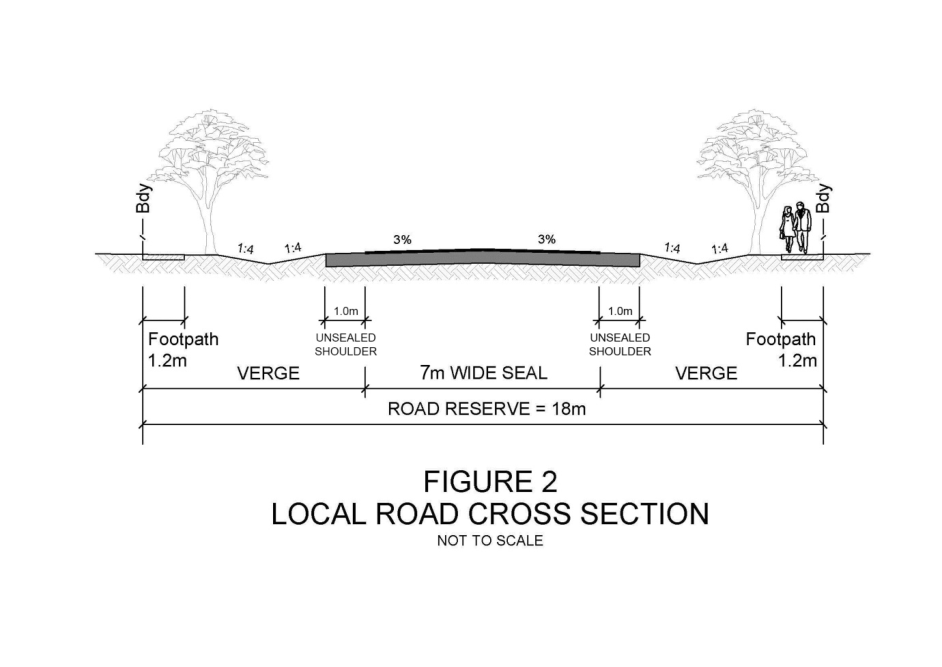 Bdy
Bdy
1:4
1:4
3%
3%
1:4
1:4
1.0m
1.0m
UNSEALED
SHOULDER
UNSEALED
SHOULDER
Footpath
1.2m
Footpath
1.2m
VERGE
7m WIDE SEAL
VERGE
ROAD RESERVE = 18m
FIGURE 2
LOCAL ROAD CROSS SECTION
NOT TO SCALE